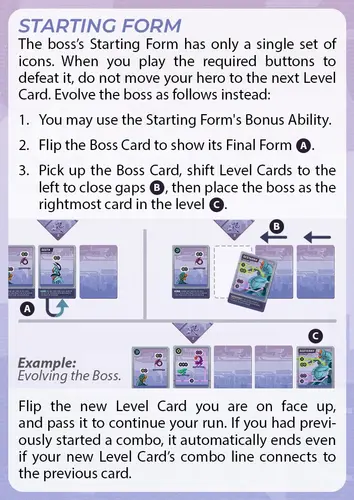 STARTING FORM
The boss's Starting Form has only a single set of
icons. When you play the required buttons to
defeat it, do not move your hero to the next Level
Card. Evolve the boss as follows instead:
1. You may use the Starting Form's Bonus Ability.
2. Flip the Boss Card to show its Final Form A.
3. Pick up the Boss Card, shift Level Cards to the
left to close gaps B, then place the boss as the
rightmost card in the level C.
B
A
C
Example:
Evolving the Boss.
Flip the new Level Card you are on face up,
and pass it to continue your run. If you had previ-
ously started a combo, it automatically ends even
if your new Level Card's combo line connects to
the previous card.